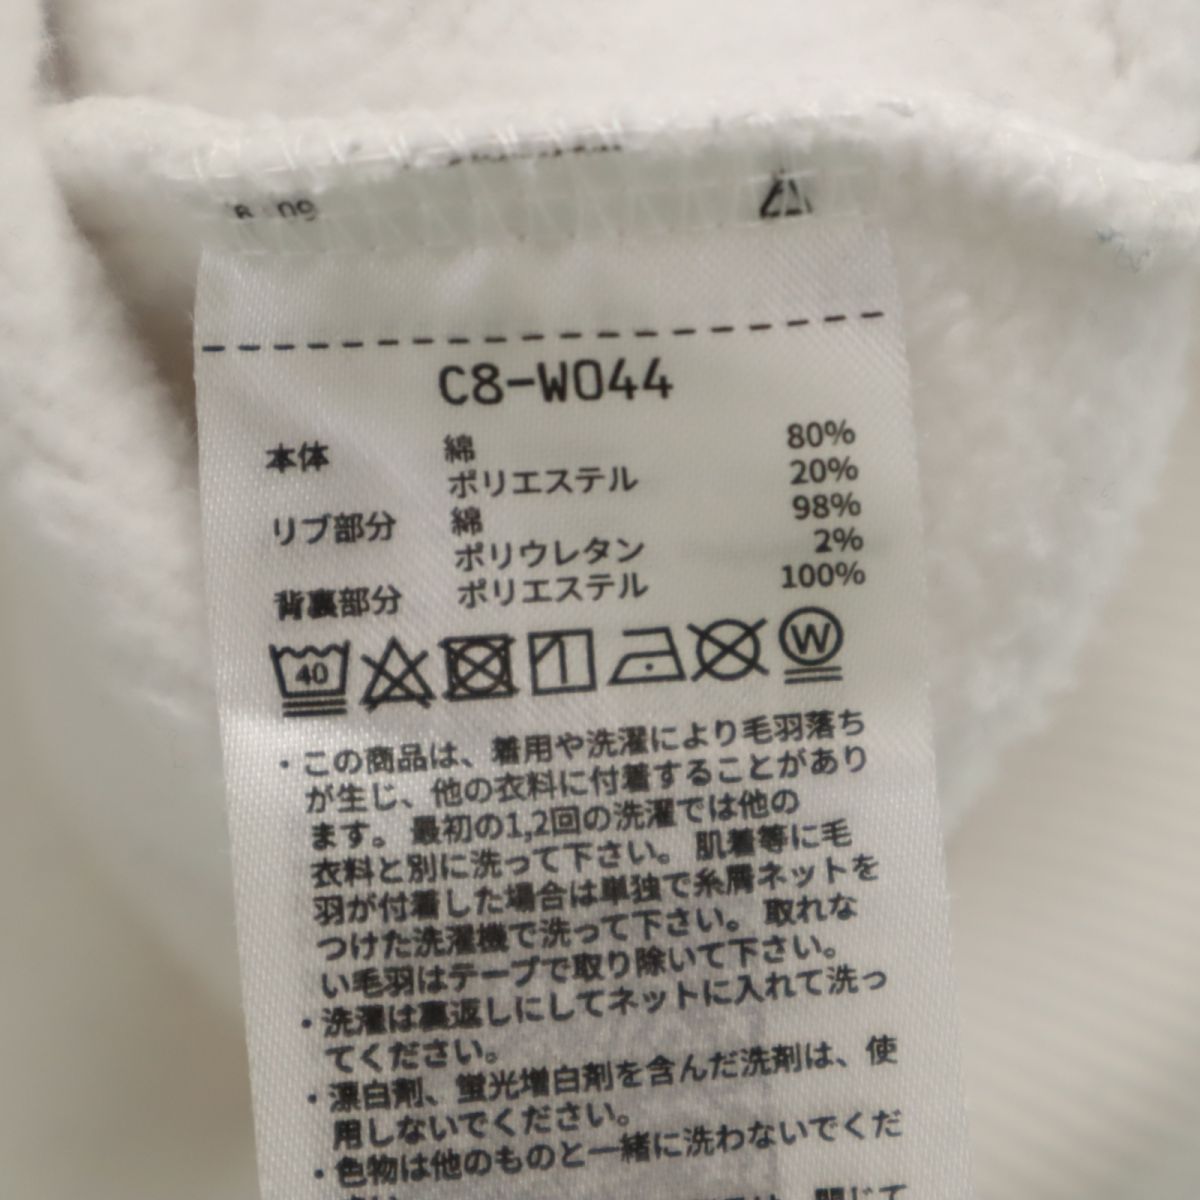 C8-W044
本体 綿 80%
ポリエステル 20%
リブ部分 綿 98%
ポリウレタン 2%
背裏部分 ポリエステル 100%
40 W
・この商品は、着用や洗濯により毛羽落ち
が生じ、他の衣料に付着することがあり
ます。最初の1,2回の洗濯では他の
衣料と別に洗って下さい。肌着等に毛
羽が付着した場合は単独で糸屑ネットを
つけた洗濯機で洗って下さい。取れな
い毛羽はテープで取り除いて下さい。
・洗濯は裏返しにしてネットに入れて洗っ
てください。
・漂白剤、蛍光増白剤を含んだ洗剤は、使
用しないでください。
・色物は他のものと一緒に洗わないでくだ